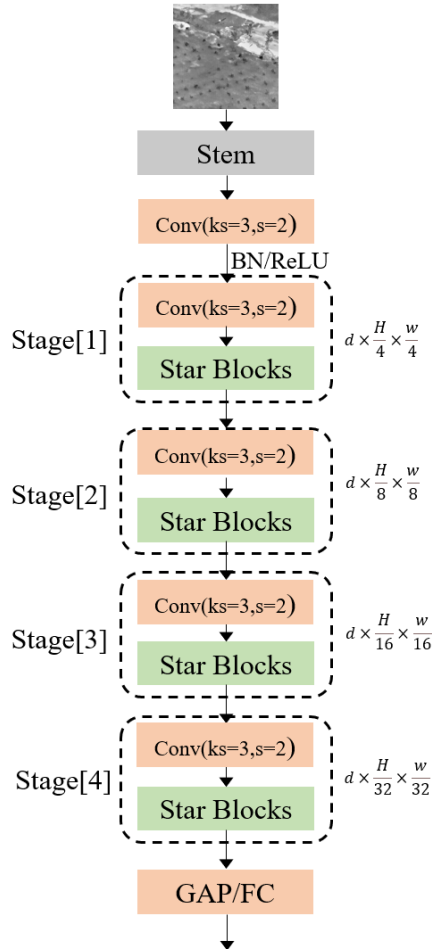 Stem
Conv(ks=3,s=2)
BN/ReLU
Stage[1]
Conv(ks=3,s=2)
Star Blocks
d × H/4 × w/4
Stage[2]
Conv(ks=3,s=2)
Star Blocks
d × H/8 × w/8
Stage[3]
Conv(ks=3,s=2)
Star Blocks
d × H/16 × w/16
Stage[4]
Conv(ks=3,s=2)
Star Blocks
d × H/32 × w/32
GAP/FC